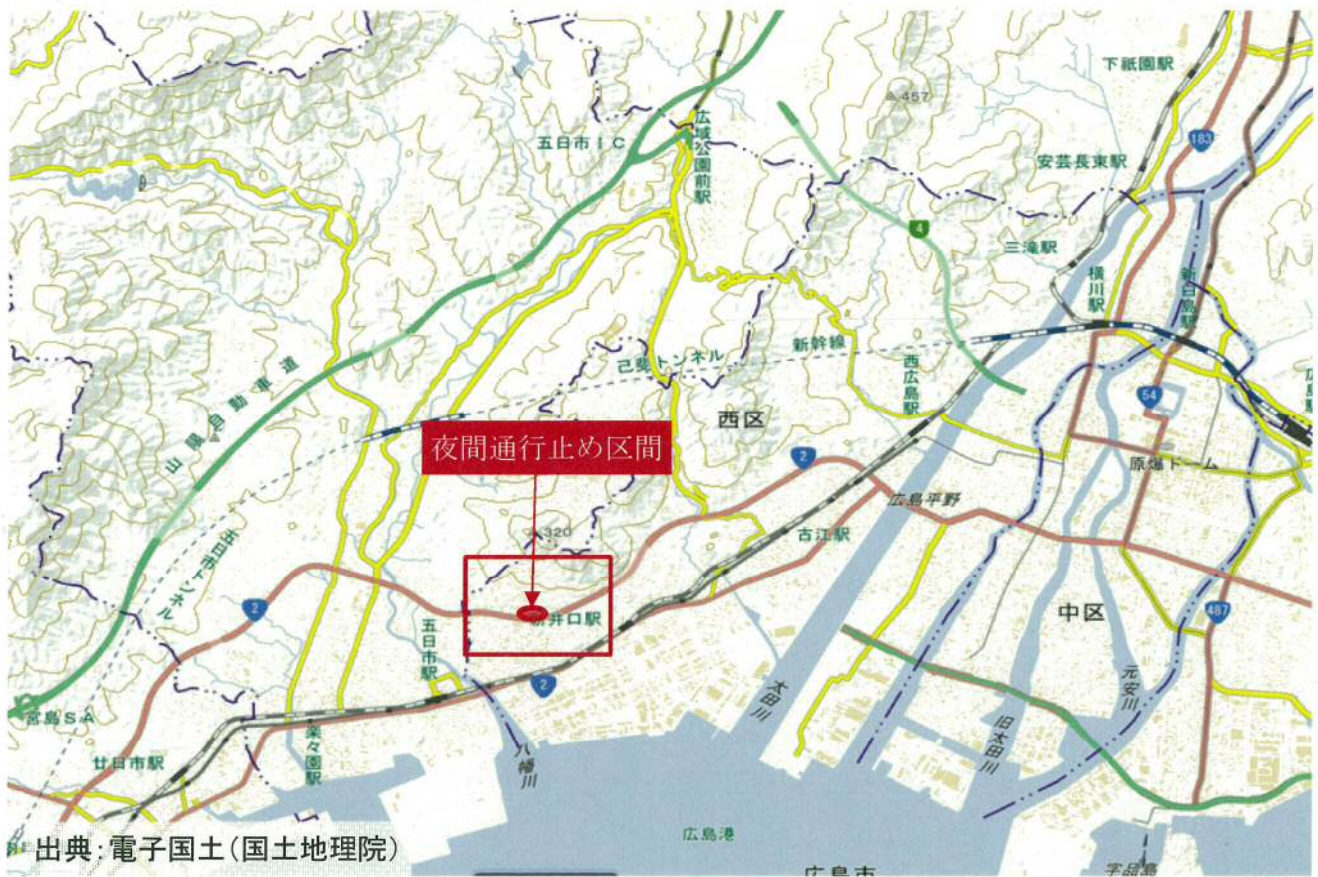 下祇園駅
457
広域公園前駅
五日市IC
183
安芸長束駅
4
三滝駅
横川駅
新白島駅
新幹線
己斐トンネル
西広島駅
山陽自動車道
54
西区
夜間通行止め区間
2
原爆ドーム
広島平野
320
古江駅
五日市トンネル
2
新井口駅
中区
487
五日市駅
2
太田川
元安川
旧太田川
宮島SA
楽々園駅
八幡川
廿日市駅
広島港
出典:電子国土(国土地理院)
広島市
宇品島